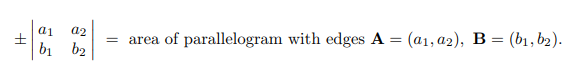 ± | a₁ a₂ |
| b₁ b₂ | = area of parallelogram with edges A = (a₁, a₂), B = (b₁, b₂).